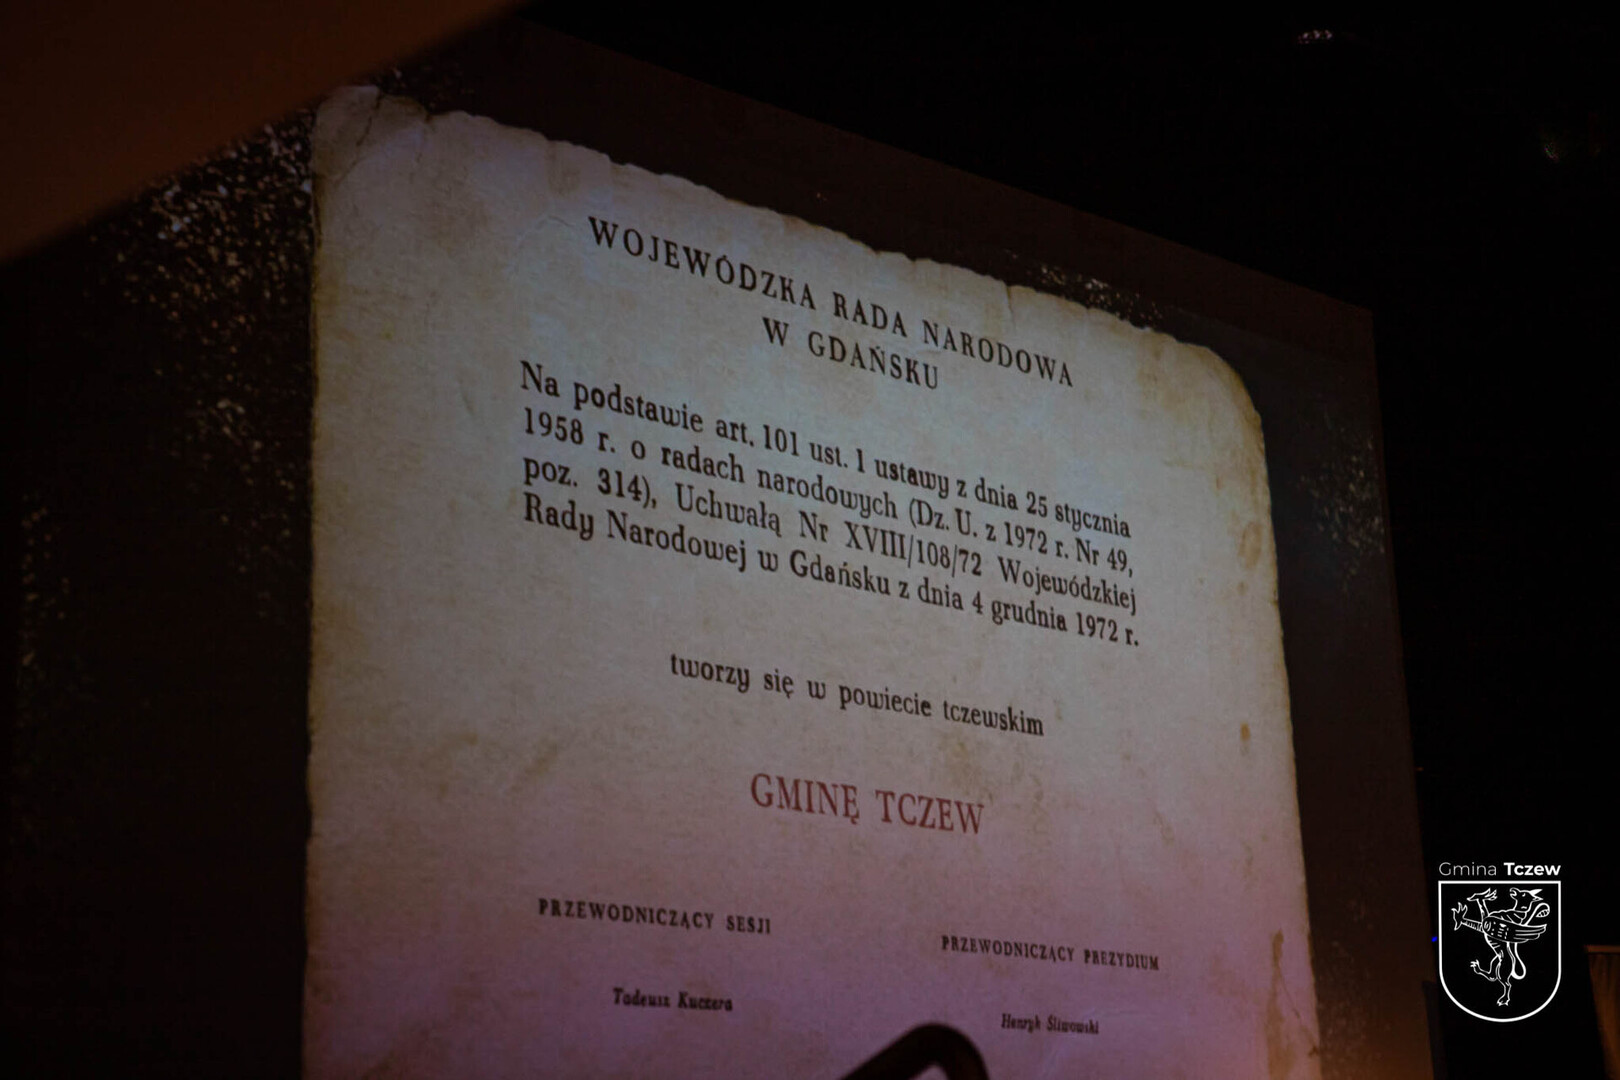 WOJEWÓDZKA RADA NARODOWA
W GDAŃSKU
Na podstawie art. 101 ust. 1 ustawy z dnia 25 stycznia
1958 r. o radach narodowych (Dz. U. z 1972 r. Nr 49,
poz. 314), Uchwałą Nr XVIII/108/72 Wojewódzkiej
Rady Narodowej w Gdańsku z dnia 4 grudnia 1972 r.
tworzy się w powiecie tczewskim
GMINĘ TCZEW
PRZEWODNICZĄCY SESJI
PRZEWODNICZĄCY PREZYDIUM
Tadeusz Kuczera
Henryk Śliwowski
Gmina Tczew